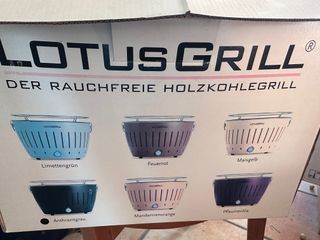 LOTUSGRILL®
DER RAUCHFREIE HOLZKOHLEGRILL
Limettengrün
Feuerrot
Maisgelb
Anthrazitgrau
Mandarinenorange
Pflaumenlila